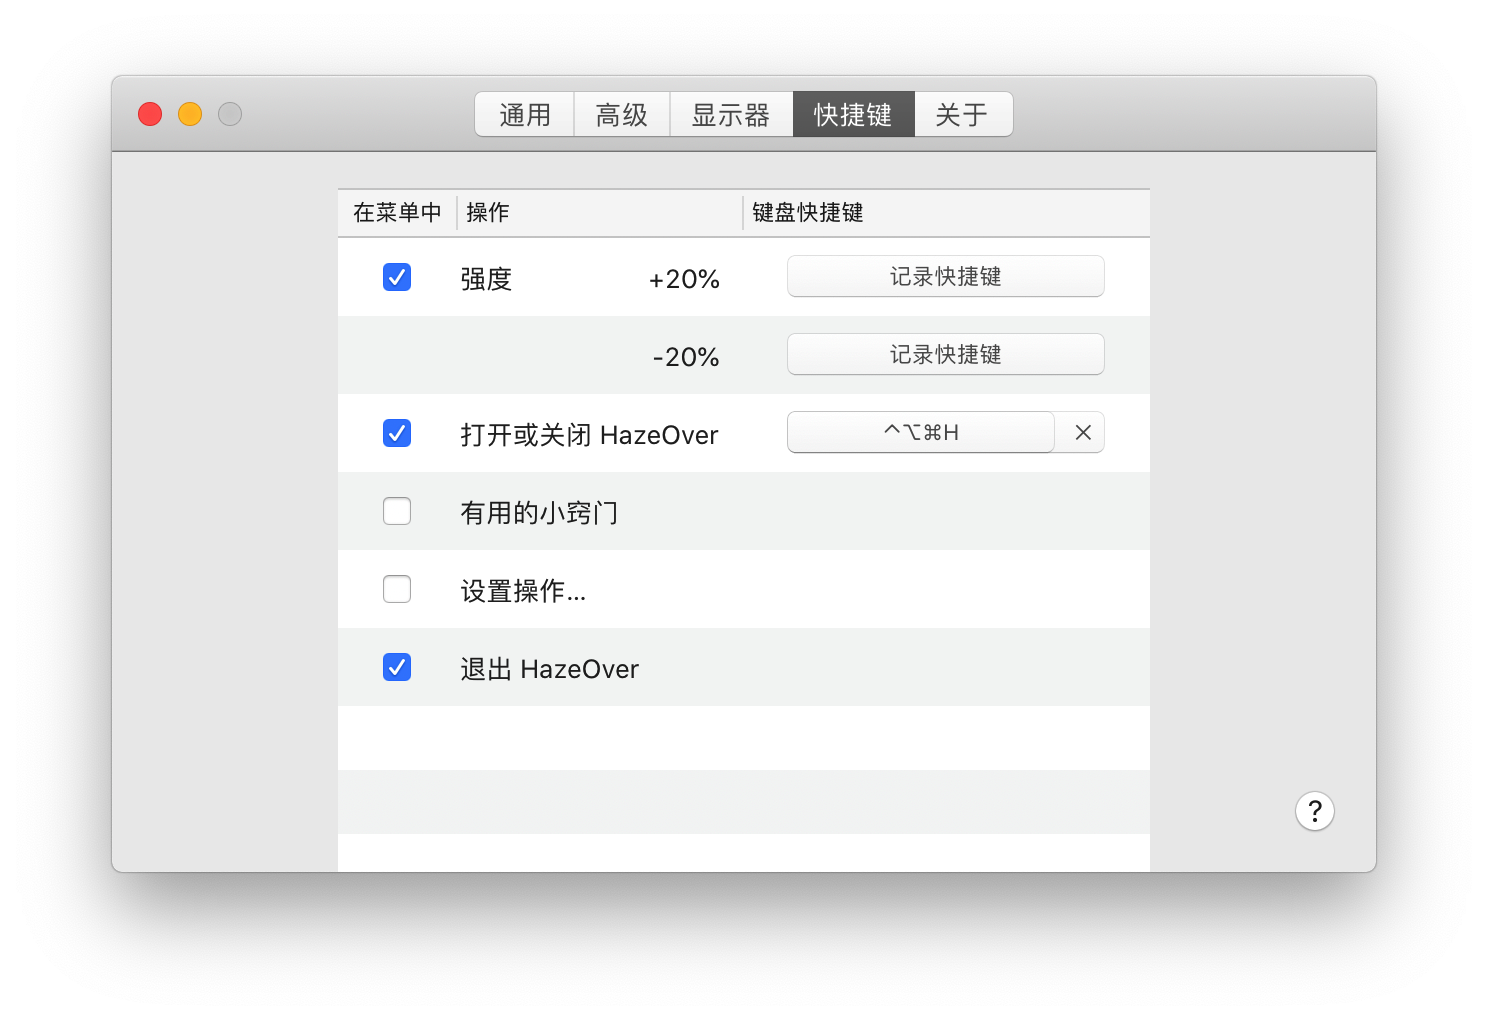 通用 高级 显示器 快捷键 关于
在菜单中 操作 键盘快捷键
强度 +20% 记录快捷键
-20% 记录快捷键
打开或关闭 HazeOver ^⌥⌘H ×
有用的小窍门
设置操作...
退出 HazeOver
?